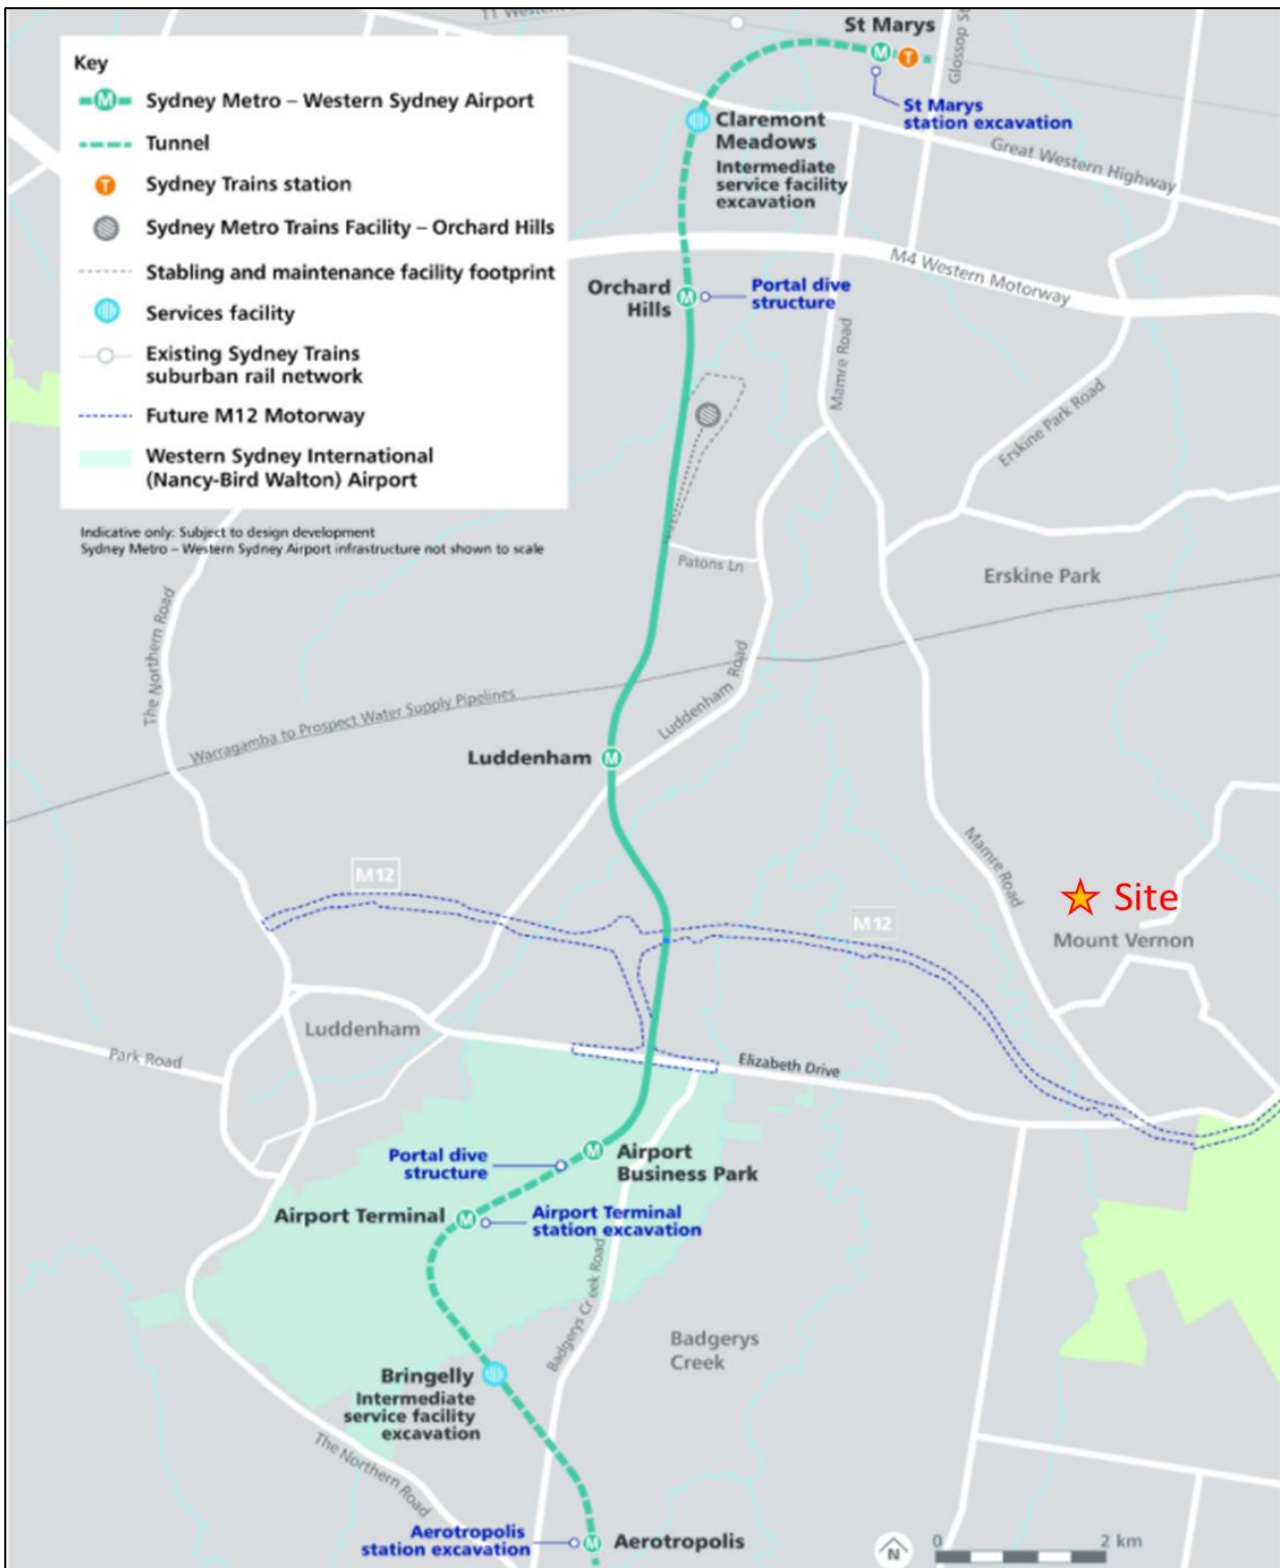 T1 Western
St Marys
Glossop St
Key
M
Sydney Metro – Western Sydney Airport
Tunnel
T
Sydney Trains station
Sydney Metro Trains Facility – Orchard Hills
Stabling and maintenance facility footprint
Services facility
Existing Sydney Trains
suburban rail network
Future M12 Motorway
Western Sydney International
(Nancy-Bird Walton) Airport
Indicative only: Subject to design development
Sydney Metro – Western Sydney Airport infrastructure not shown to scale
M
T
St Marys
station excavation
Claremont
Meadows
Intermediate
service facility
excavation
Great Western Highway
M4 Western Motorway
Orchard
Hills
M
Portal dive
structure
Mamre Road
Erskine Park Road
Patons Ln
Erskine Park
The Northern Road
Luddenham Road
Warragamba to Prospect Water Supply Pipelines
Luddenham
M
Mamre Road
M12
Site
M12
Mount Vernon
Luddenham
Park Road
Elizabeth Drive
Portal dive
structure
M
Airport
Business Park
Airport Terminal
M
Airport Terminal
station excavation
Badgerys Creek Road
Badgerys
Creek
Bringelly
Intermediate
service facility
excavation
The Northern Road
Aerotropolis
station excavation
M
Aerotropolis
N
0
2 km